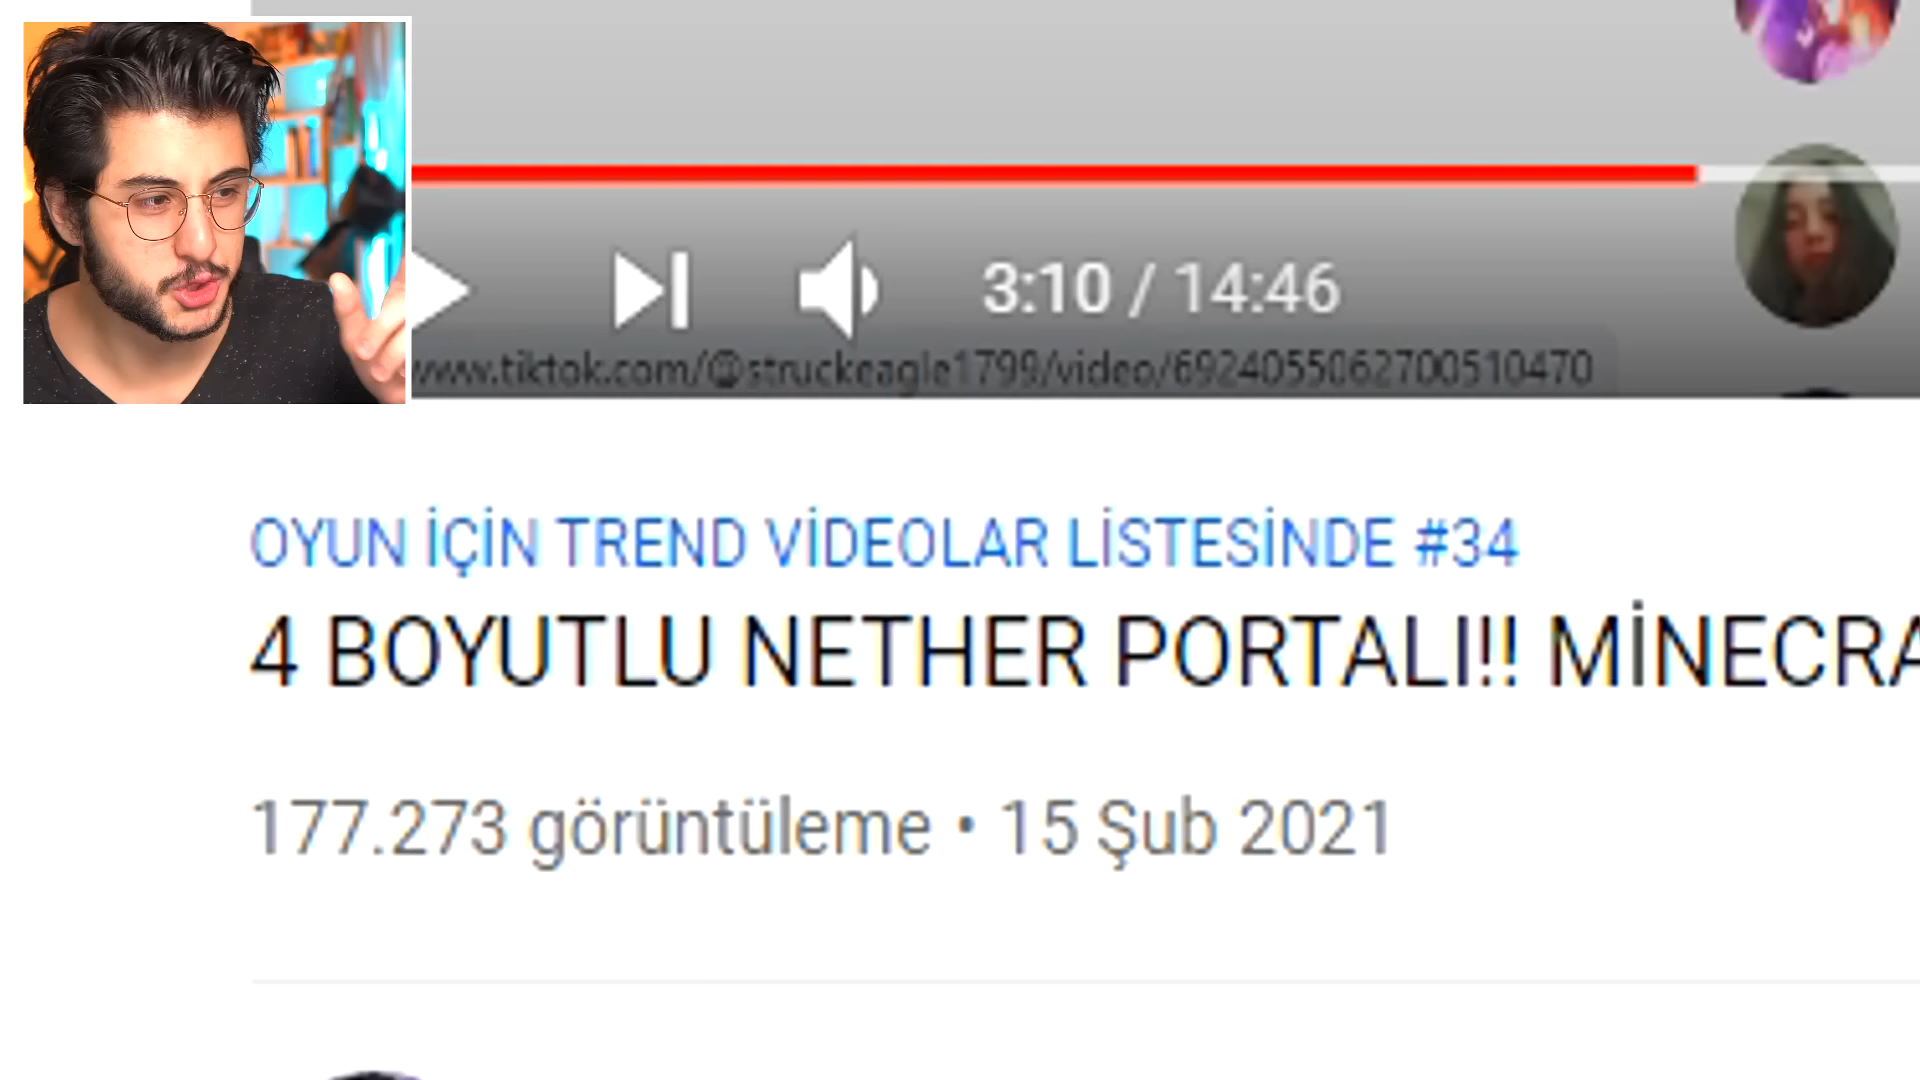 3:10 / 14:46
www.tiktok.com/@struckeagle1799/video/6924055062700510470
OYUN İÇİN TREND VİDEOLAR LİSTESİNDE #34
4 BOYUTLU NETHER PORTALI!! MİNECRA
177.273 görüntüleme • 15 Şub 2021